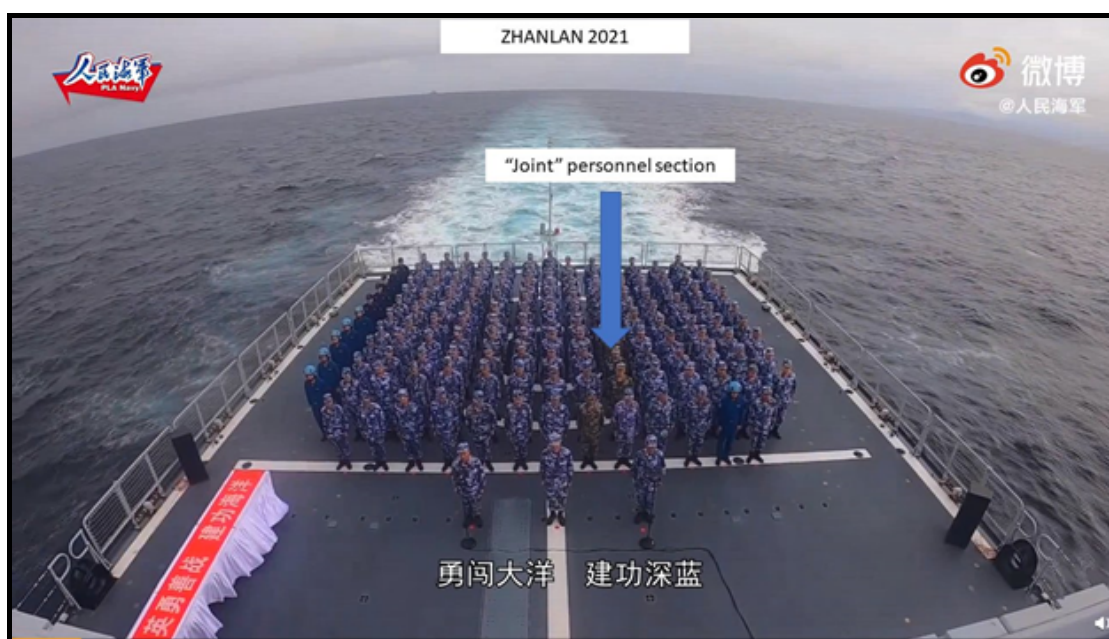 ZHANLAN 2021
人民海军
PLA Navy
微博
@人民海军
“Joint” personnel section
英勇善战 建功海洋
勇闯大洋 建功深蓝